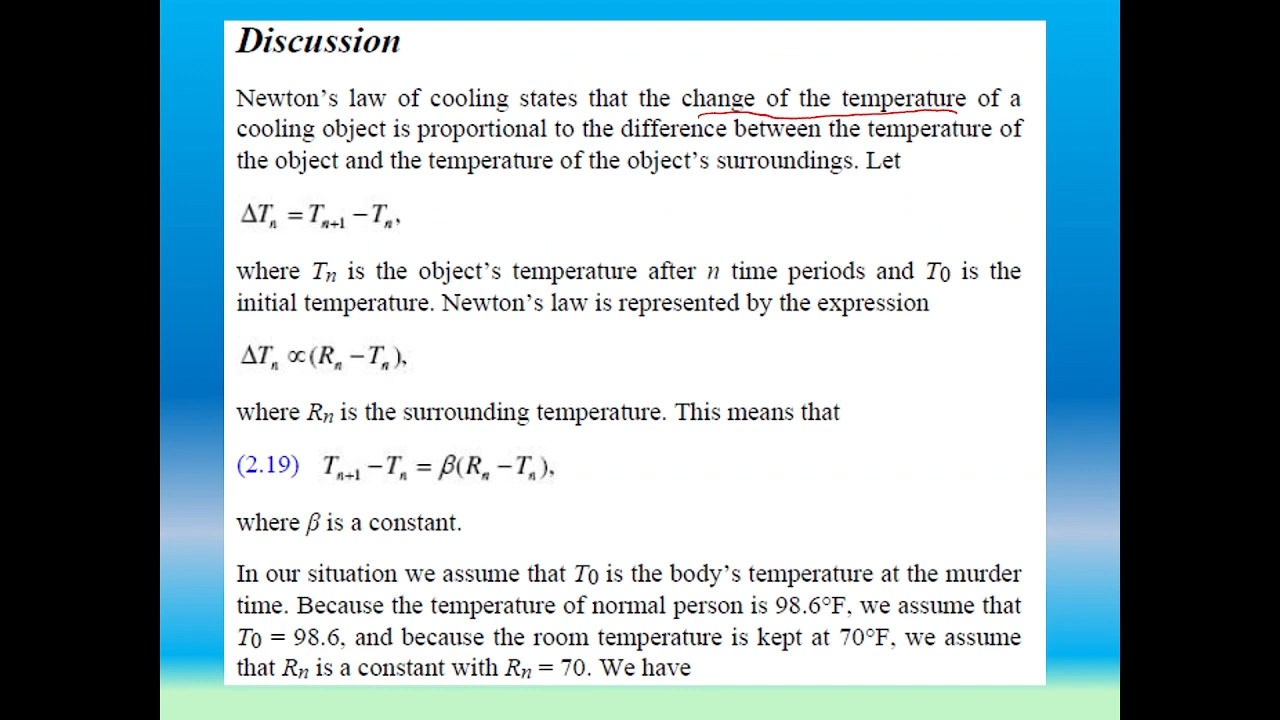 Discussion
Newton’s law of cooling states that the change of the temperature of a
cooling object is proportional to the difference between the temperature of
the object and the temperature of the object’s surroundings. Let
ΔTₙ = Tₙ₊₁ − Tₙ,
where Tₙ is the object’s temperature after n time periods and T₀ is the
initial temperature. Newton’s law is represented by the expression
ΔTₙ ∝ (Rₙ − Tₙ),
where Rₙ is the surrounding temperature. This means that
(2.19) Tₙ₊₁ − Tₙ = β(Rₙ − Tₙ),
where β is a constant.
In our situation we assume that T₀ is the body’s temperature at the murder
time. Because the temperature of normal person is 98.6°F, we assume that
T₀ = 98.6, and because the room temperature is kept at 70°F, we assume
that Rₙ is a constant with Rₙ = 70. We have